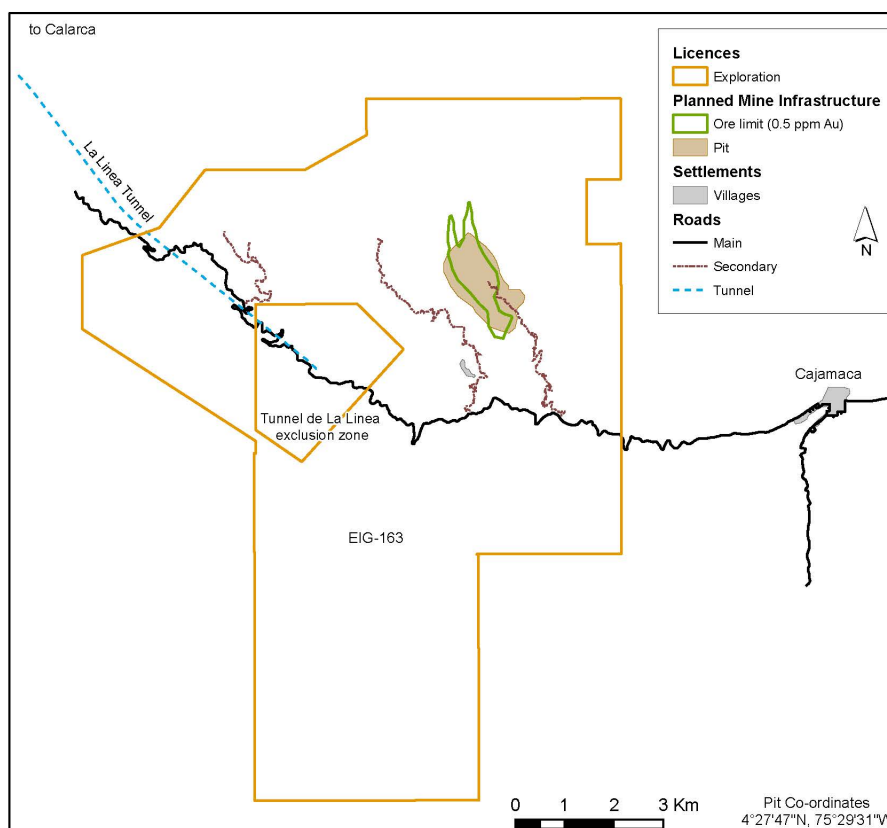 to Calarca
Licences
Exploration
Planned Mine Infrastructure
Ore limit (0.5 ppm Au)
Pit
Settlements
Villages
Roads
Main
Secondary
Tunnel
N
La Linea Tunnel
Cajamaca
Tunnel de La Linea
exclusion zone
EIG-163
0 1 2 3 Km
Pit Co-ordinates
4°27'47"N, 75°29'31"W